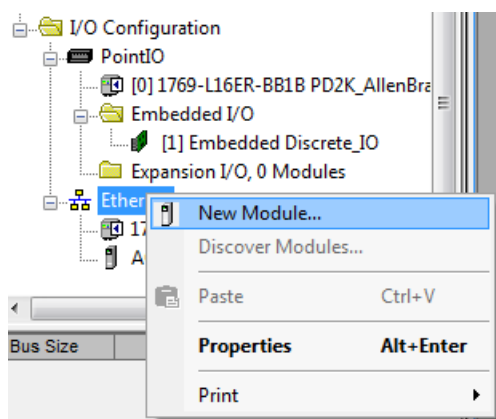 I/O Configuration
PointIO
[0] 1769-L16ER-BB1B PD2K_AllenBra
Embedded I/O
[1] Embedded Discrete_IO
Expansion I/O, 0 Modules
Ether
New Module...
17
Discover Modules...
A
Paste Ctrl+V
Bus Size
Properties Alt+Enter
Print